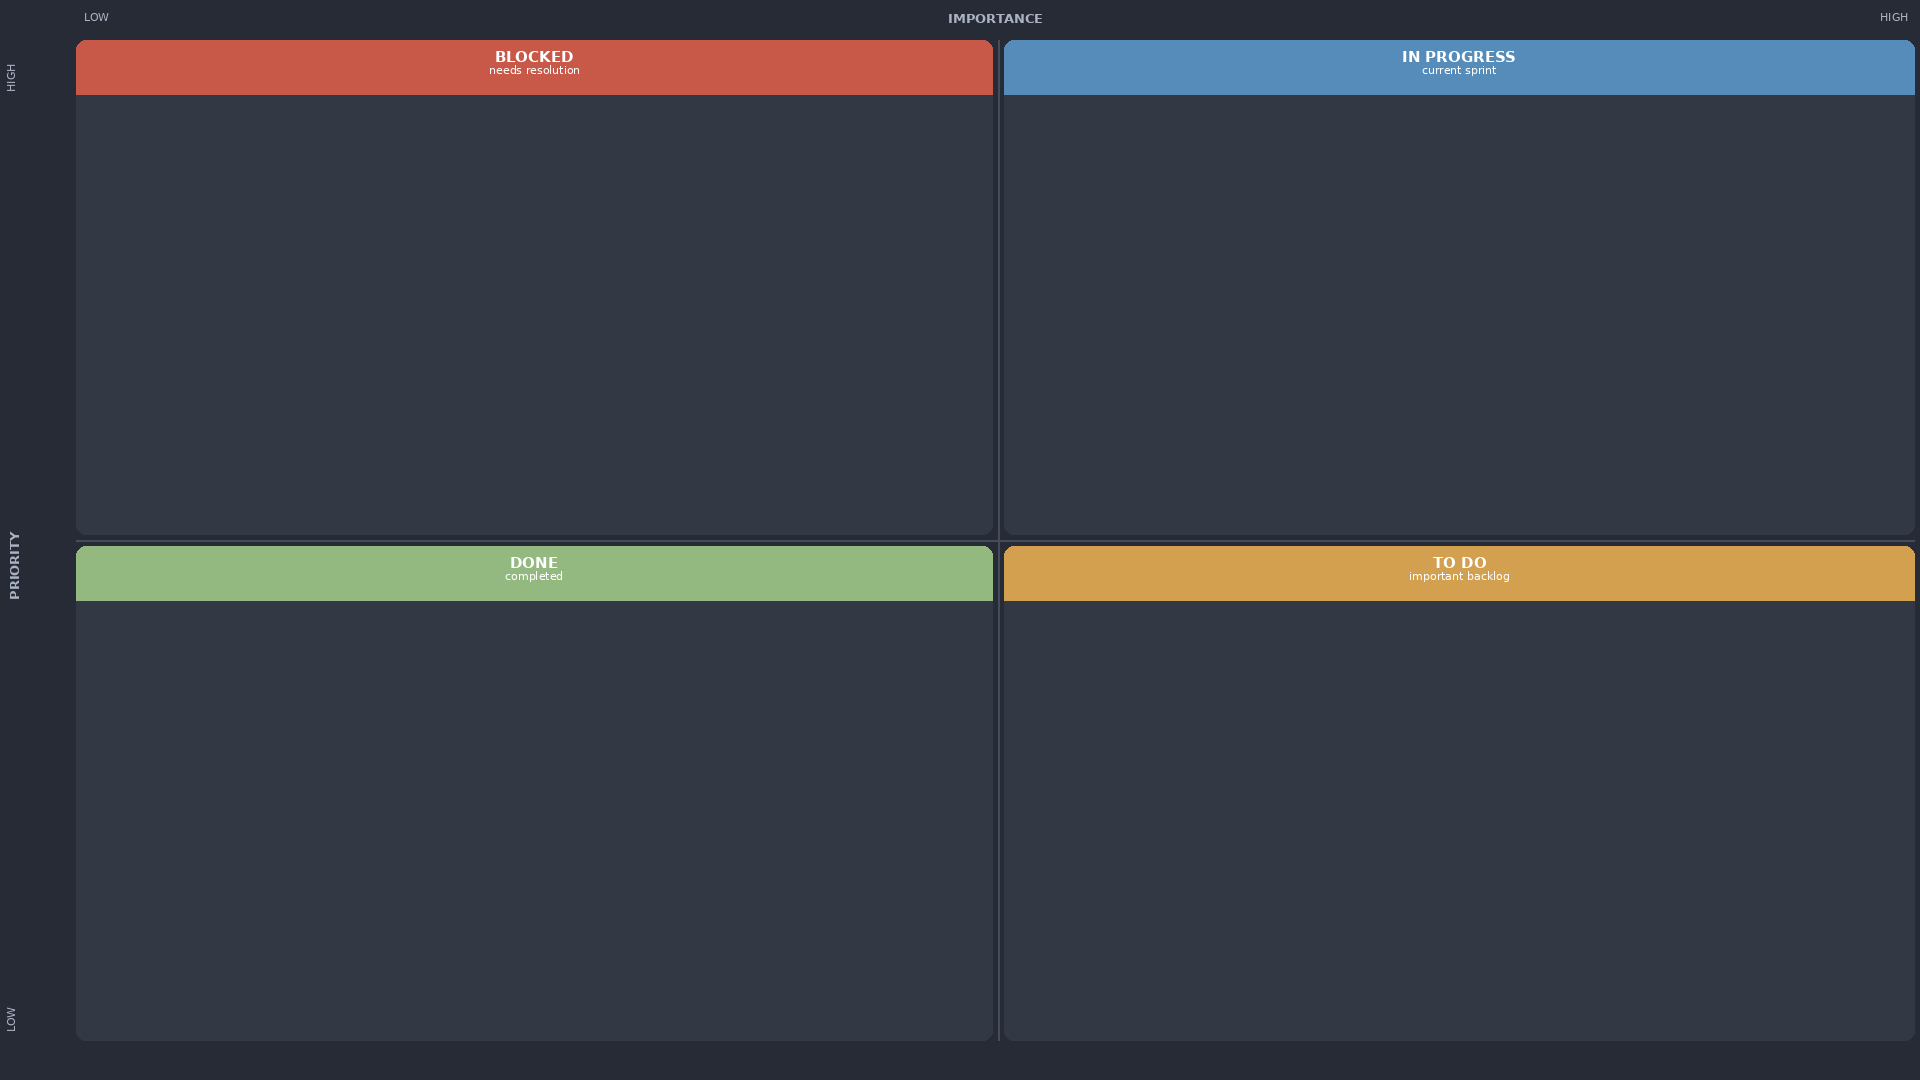 LOW
IMPORTANCE
HIGH
HIGH
BLOCKED
needs resolution
IN PROGRESS
current sprint
PRIORITY
DONE
completed
TO DO
important backlog
LOW